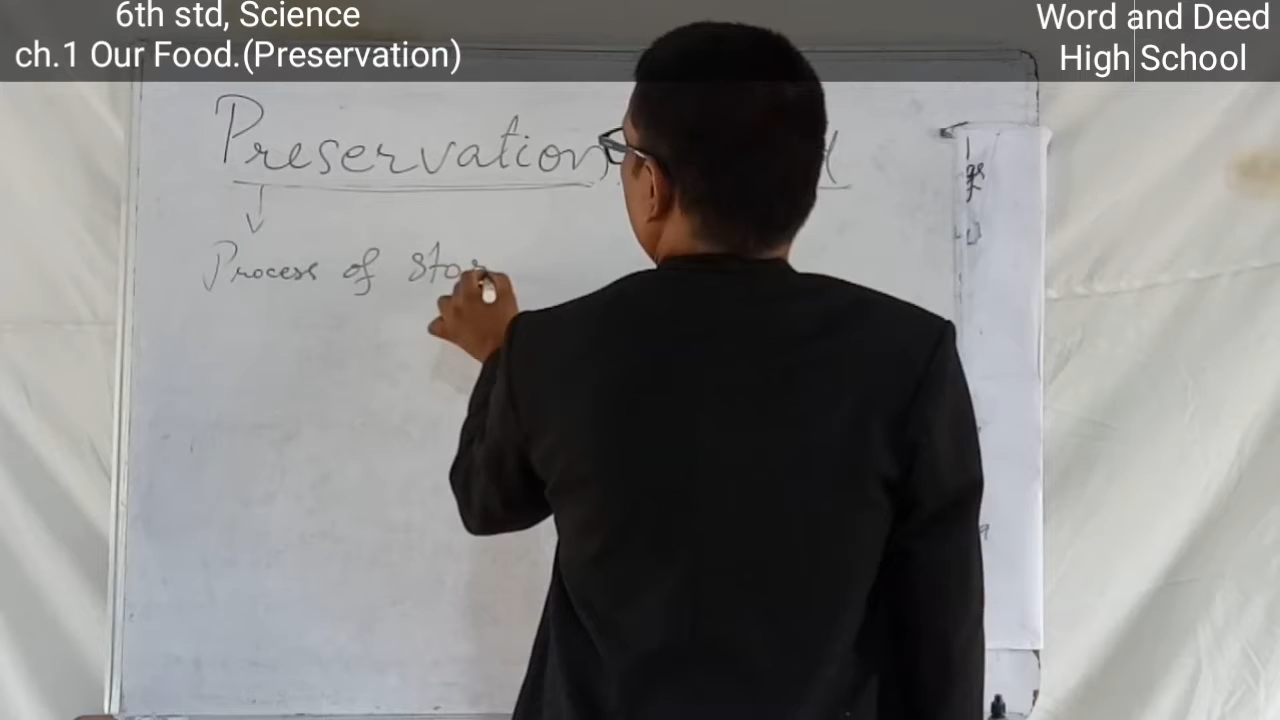 6th std, Science
ch.1 Our Food.(Preservation)
Word and Deed
High School
Preservation
Process of stor